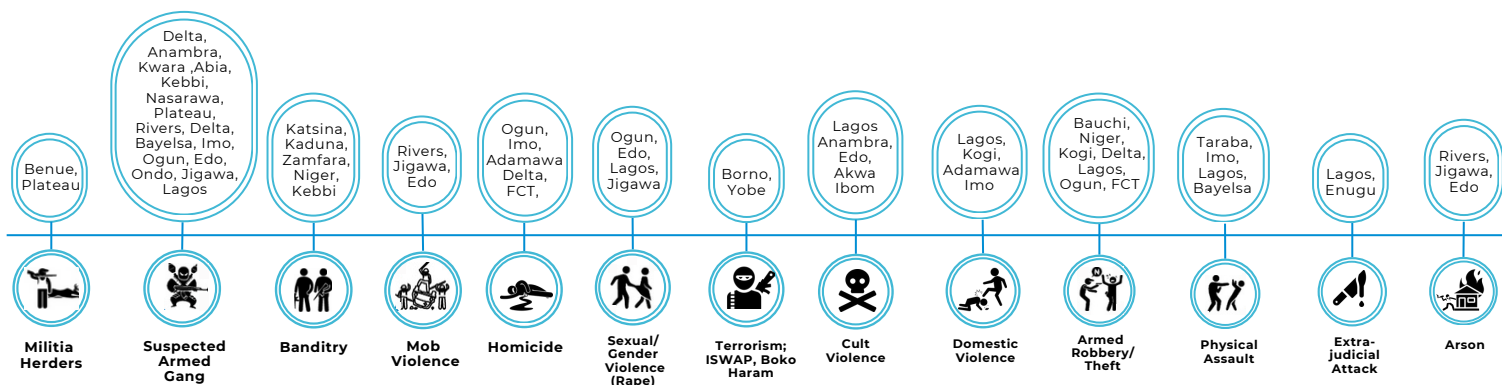 Benue,
Plateau
Delta,
Anambra,
Kwara ,Abia,
Kebbi,
Nasarawa,
Plateau,
Rivers, Delta,
Bayelsa, Imo,
Ogun, Edo,
Ondo, Jigawa,
Lagos
Katsina,
Kaduna,
Zamfara,
Niger,
Kebbi
Rivers,
Jigawa,
Edo
Ogun,
Imo,
Adamawa
Delta,
FCT,
Ogun,
Edo,
Lagos,
Jigawa
Borno,
Yobe
Lagos
Anambra,
Edo,
Akwa
Ibom
Lagos,
Kogi,
Adamawa
Imo
Bauchi,
Niger,
Kogi, Delta,
Lagos,
Ogun, FCT
Taraba,
Imo,
Lagos,
Bayelsa
Lagos,
Enugu
Rivers,
Jigawa,
Edo
N
Militia
Herders
Suspected
Armed
Gang
Banditry
Mob
Violence
Homicide
Sexual/
Gender
Violence
(Rape)
Terrorism;
ISWAP, Boko
Haram
Cult
Violence
Domestic
Violence
Armed
Robbery/
Theft
Physical
Assault
Extra-
judicial
Attack
Arson